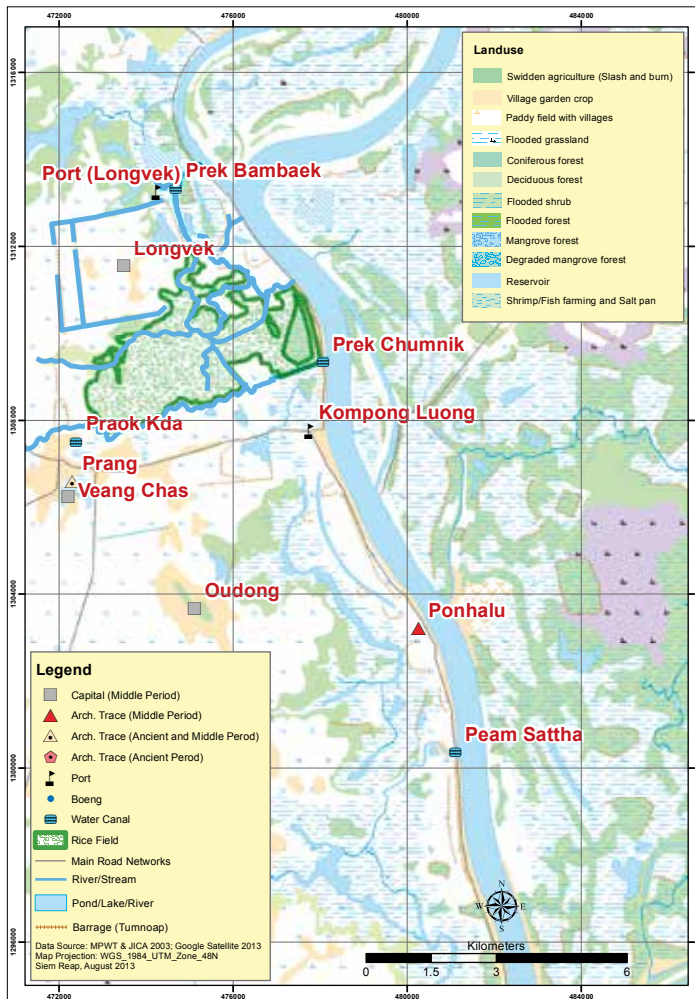 472000 476000 480000 484000
1316000
1312000
1308000
1304000
1300000
1296000
Landuse
Swidden agriculture (Slash and burn)
Village garden crop
Paddy field with villages
Flooded grassland
Coniferous forest
Deciduous forest
Flooded shrub
Flooded forest
Mangrove forest
Degraded mangrove forest
Reservoir
Shrimp/Fish farming and Salt pan
Port (Longvek)
Prek Bambaek
Longvek
Prek Chumnik
Kompong Luong
Praok Kda
Prang
Veang Chas
Oudong
Ponhalu
Peam Sattha
Legend
Capital (Middle Period)
Arch. Trace (Middle Period)
Arch. Trace (Ancient and Middle Perod)
Arch. Trace (Ancient Perod)
Port
Boeng
Water Canal
Rice Field
Main Road Networks
River/Stream
Pond/Lake/River
Barrage (Tumnoap)
Data Source: MPWT & JICA 2003; Google Satellite 2013
Map Projection: WGS_1984_UTM_Zone_48N
Siem Reap, August 2013
N
W E
S
Kilometers
0 1.5 3 6
472000 476000 480000 484000